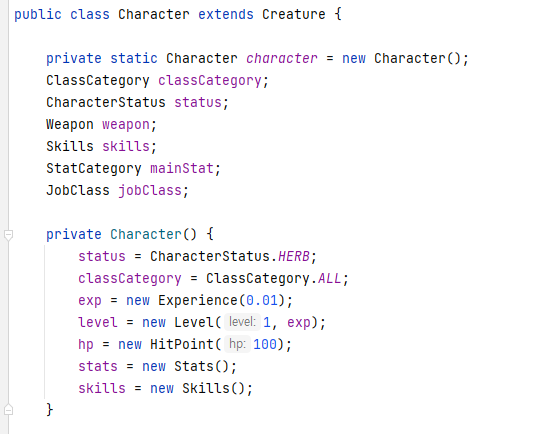 public class Character extends Creature {
private static Character character = new Character();
ClassCategory classCategory;
CharacterStatus status;
Weapon weapon;
Skills skills;
StatCategory mainStat;
JobClass jobClass;
private Character() {
status = CharacterStatus.HERB;
classCategory = ClassCategory.ALL;
exp = new Experience(0.01);
level = new Level( level: 1, exp);
hp = new HitPoint( hp: 100);
stats = new Stats();
skills = new Skills();
}